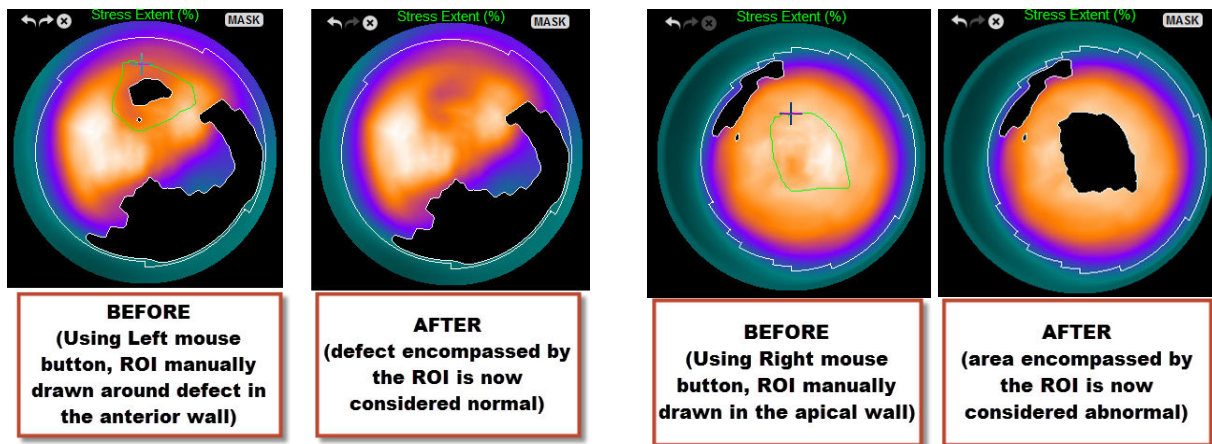 Stress Extent (%)
MASK
Stress Extent (%)
MASK
Stress Extent (%)
MASK
Stress Extent (%)
MASK
BEFORE
(Using Left mouse
button, ROI manually
drawn around defect in
the anterior wall)
AFTER
(defect encompassed by
the ROI is now
considered normal)
BEFORE
(Using Right mouse
button, ROI manually
drawn in the apical wall)
AFTER
(area encompassed by
the ROI is now
considered abnormal)